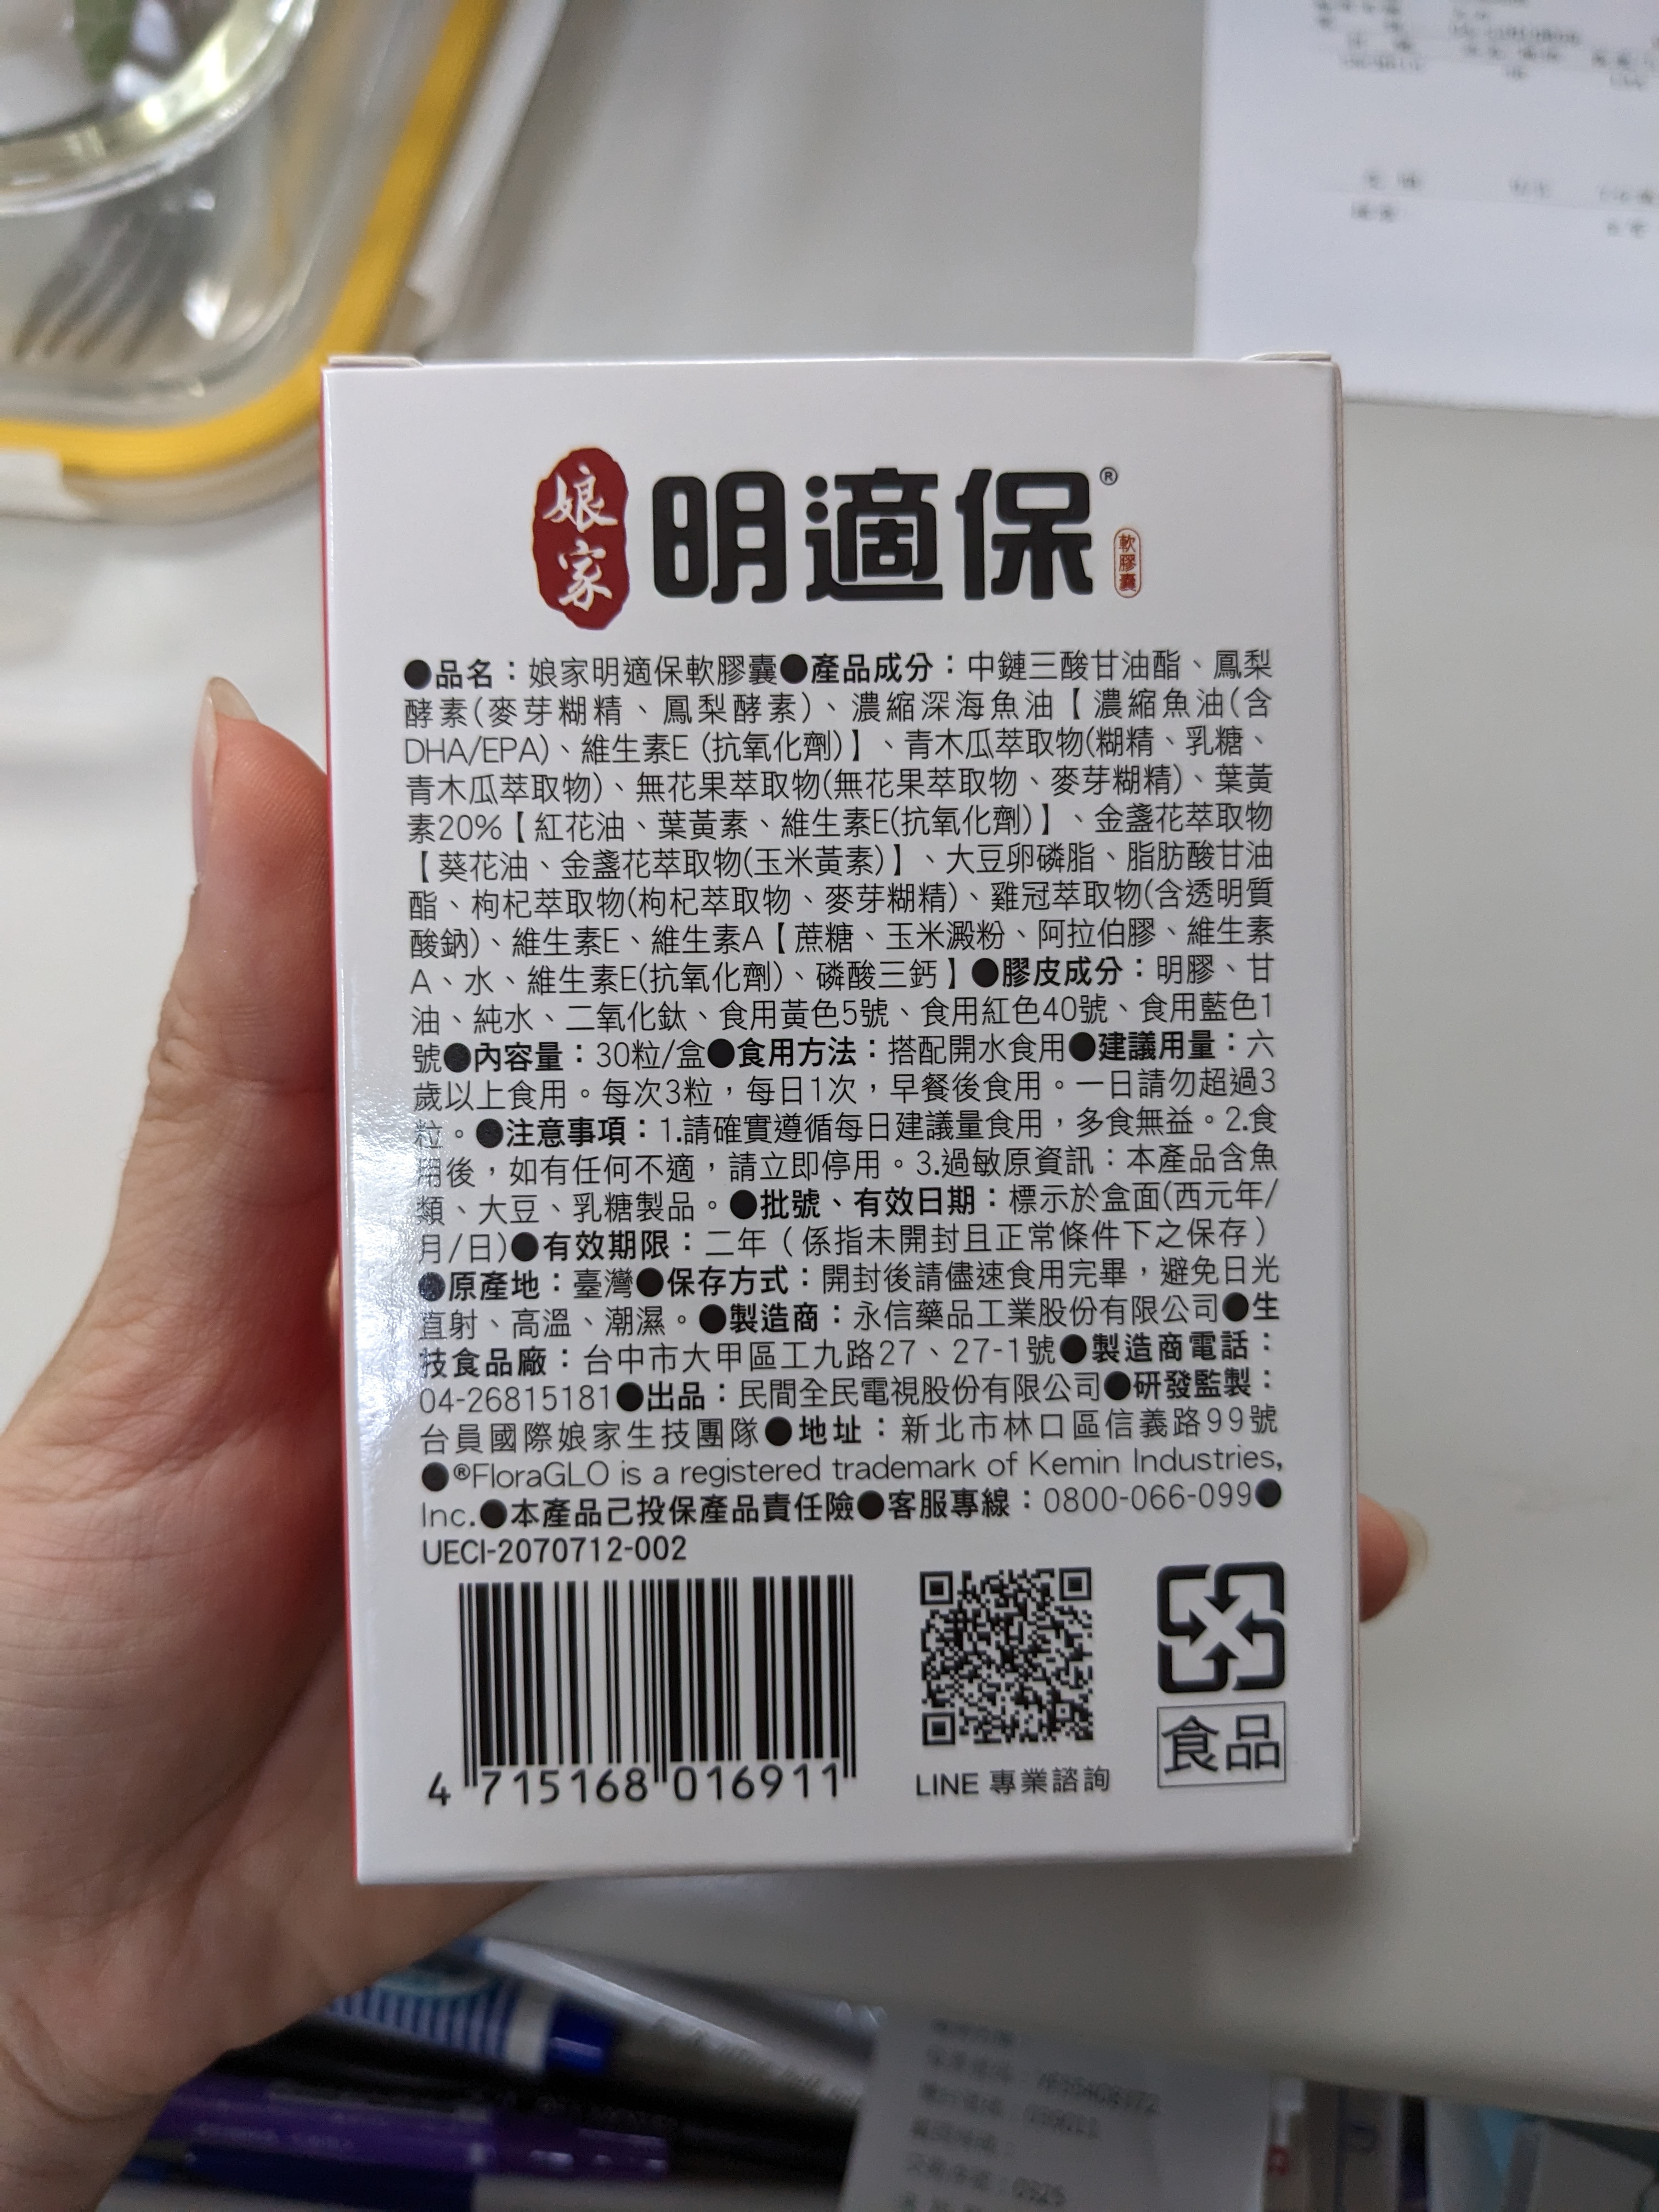 娘家 明適保® 軟膠囊
●品名：娘家明適保軟膠囊●產品成分：中鏈三酸甘油酯、鳳梨
酵素(麥芽糊精、鳳梨酵素)、濃縮深海魚油【濃縮魚油(含
DHA/EPA)、維生素E (抗氧化劑)】、青木瓜萃取物(糊精、乳糖、
青木瓜萃取物)、無花果萃取物(無花果萃取物、麥芽糊精)、葉黃
素20%【紅花油、葉黃素、維生素E(抗氧化劑)】、金盞花萃取物
【葵花油、金盞花萃取物(玉米黃素)】、大豆卵磷脂、脂肪酸甘油
酯、枸杞萃取物(枸杞萃取物、麥芽糊精)、雞冠萃取物(含透明質
酸鈉)、維生素E、維生素A【蔗糖、玉米澱粉、阿拉伯膠、維生素
A、水、維生素E(抗氧化劑)、磷酸三鈣】●膠皮成分：明膠、甘
油、純水、二氧化鈦、食用黃色5號、食用紅色40號、食用藍色1
號●內容量：30粒/盒●食用方法：搭配開水食用●建議用量：六
歲以上食用。每次3粒，每日1次，早餐後食用。一日請勿超過3
粒。●注意事項：1.請確實遵循每日建議量食用，多食無益。2.食
用後，如有任何不適，請立即停用。3.過敏原資訊：本產品含魚
類、大豆、乳糖製品。●批號、有效日期：標示於盒面(西元年/
月/日)●有效期限：二年（係指未開封且正常條件下之保存）
●原產地：臺灣●保存方式：開封後請儘速食用完畢，避免日光
直射、高溫、潮濕。●製造商：永信藥品工業股份有限公司●生
技食品廠：台中市大甲區工九路27、27-1號●製造商電話：
04-26815181●出品：民間全民電視股份有限公司●研發監製：
台員國際娘家生技團隊●地址：新北市林口區信義路99號
●®FloraGLO is a registered trademark of Kemin Industries,
Inc.●本產品己投保產品責任險●客服專線：0800-066-099●
UECI-2070712-002
4 715168 016911
LINE 專業諮詢
食品